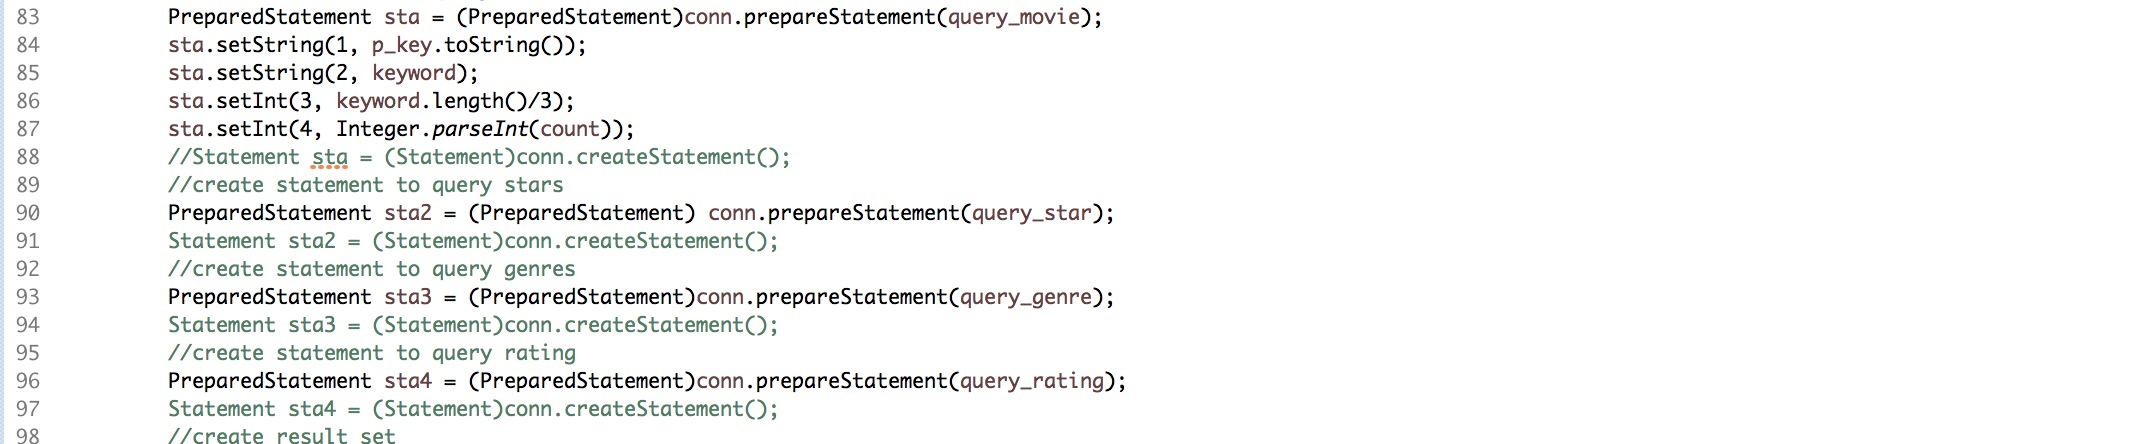 83 PreparedStatement sta = (PreparedStatement)conn.prepareStatement(query_movie);
84 sta.setString(1, p_key.toString());
85 sta.setString(2, keyword);
86 sta.setInt(3, keyword.length()/3);
87 sta.setInt(4, Integer.parseInt(count));
88 //Statement sta = (Statement)conn.createStatement();
89 //create statement to query stars
90 PreparedStatement sta2 = (PreparedStatement) conn.prepareStatement(query_star);
91 Statement sta2 = (Statement)conn.createStatement();
92 //create statement to query genres
93 PreparedStatement sta3 = (PreparedStatement)conn.prepareStatement(query_genre);
94 Statement sta3 = (Statement)conn.createStatement();
95 //create statement to query rating
96 PreparedStatement sta4 = (PreparedStatement)conn.prepareStatement(query_rating);
97 Statement sta4 = (Statement)conn.createStatement();
98 //create result set